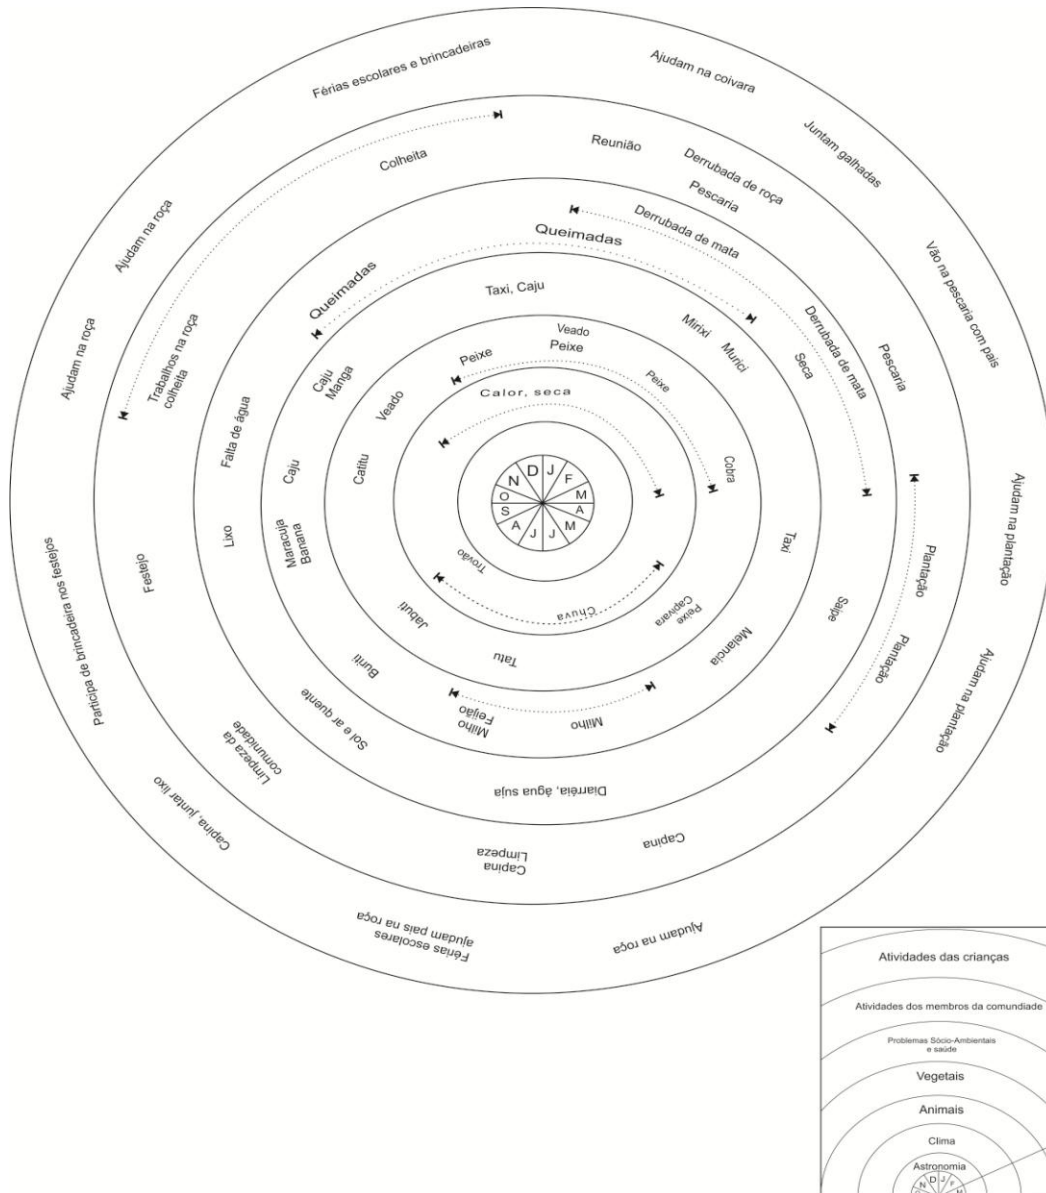 Férias escolares e brincadeiras
Ajudam na coivara
Juntam galhadas
Vão na pescaria com pais
Ajudam na plantação
Ajudam na plantação
Ajudam na roça
Férias escolares
ajudam pais na roça
Capina, juntar lixo
Participa de brincadeira nos festejos
Ajudam na roça
Ajudam na roça
Colheita
Reunião
Derrubada de roça
Pescaria
Pescaria
Plantação
Plantação
Capina
Capina
Limpeza
Limpeza da
comunidade
Festejo
Trabalhos na roça
colheita
Queimadas
Queimadas
Derrubada de mata
Derrubada de mata
Seca
Saipe
Diarréia, água suja
Sol e ar quente
Lixo
Falta de água
Taxi, Caju
Mirixi
Murici
Taxi
Melancia
Milho
Milho
Feijão
Buriti
Maracuja
Banana
Caju
Caju
Manga
Veado
Peixe
Peixe
Peixe
Cobra
Peixe
Capivara
Tatu
Jabuti
Catitu
Veado
Calor, seca
Chuva
Trovão
J
F
M
A
M
J
J
A
S
O
N
D
Atividades das crianças
Atividades dos membros da comundiade
Problemas Sócio-Ambientais
e saúde
Vegetais
Animais
Clima
Astronomia
N D J F M